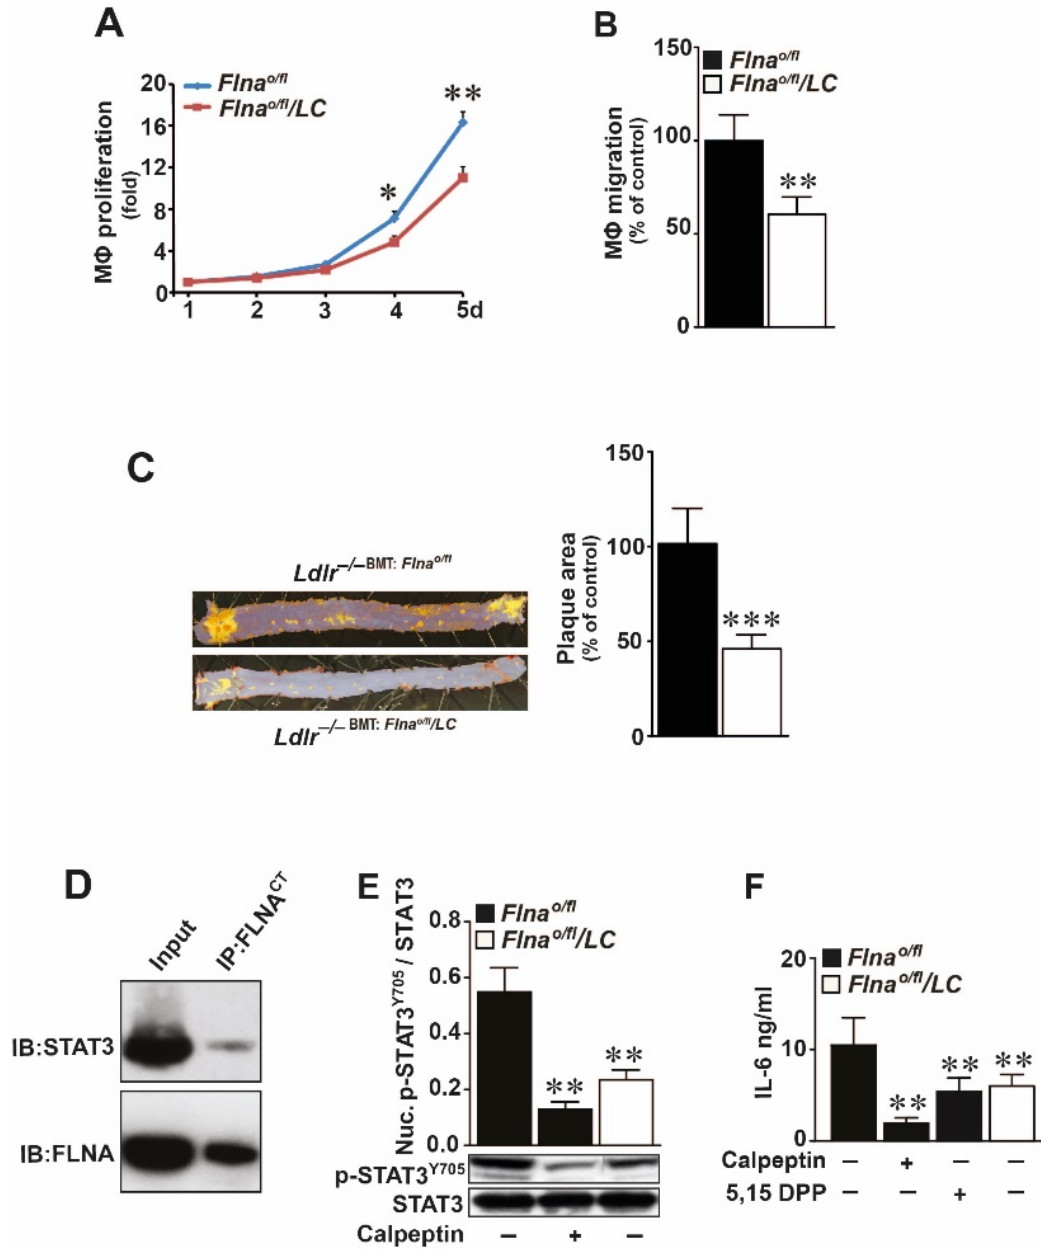 A
Flna^o/fl
Flna^o/fl/LC
MΦ proliferation
(fold)
20
16
12
8
4
0
*
**
1 2 3 4 5d
B
Flna^o/fl
Flna^o/fl/LC
MΦ migration
(% of control)
150
100
50
0
**
C
Ldlr^–/– BMT: Flna^o/fl
Ldlr^–/– BMT: Flna^o/fl/LC
Plaque area
(% of control)
150
100
50
0
***
D
Input
IP:FLNA^CT
IB:STAT3
IB:FLNA
E
Flna^o/fl
Flna^o/fl/LC
Nuc. p-STAT3^Y705 / STAT3
0.8
0.6
0.4
0.2
0.0
** **
p-STAT3^Y705
STAT3
Calpeptin – + –
F
Flna^o/fl
Flna^o/fl/LC
IL-6 ng/ml
20
10
0
** ** **
Calpeptin – + – –
5,15 DPP – – + –